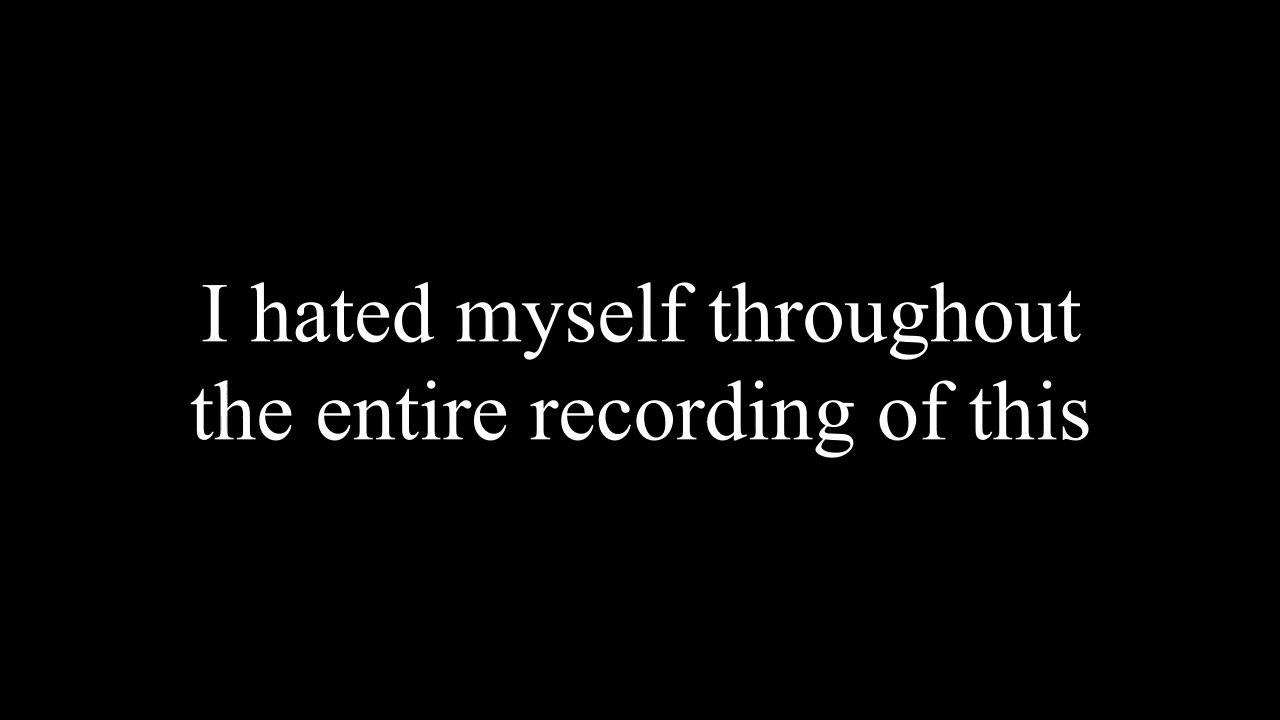 I hated myself throughout
the entire recording of this